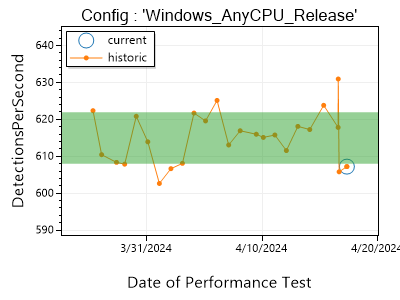 Config : 'Windows_AnyCPU_Release'
current
historic
DetectionsPerSecond
640
630
620
610
600
590
3/31/2024
4/10/2024
4/20/2024
Date of Performance Test